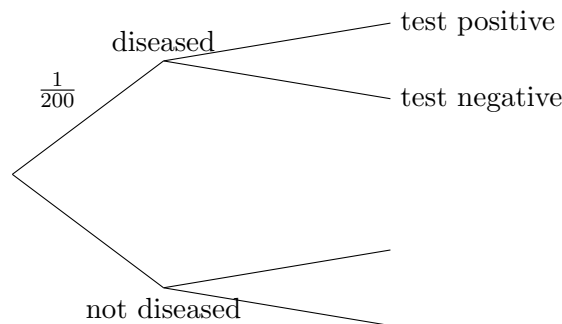 test positive
diseased
1/200
test negative
not diseased